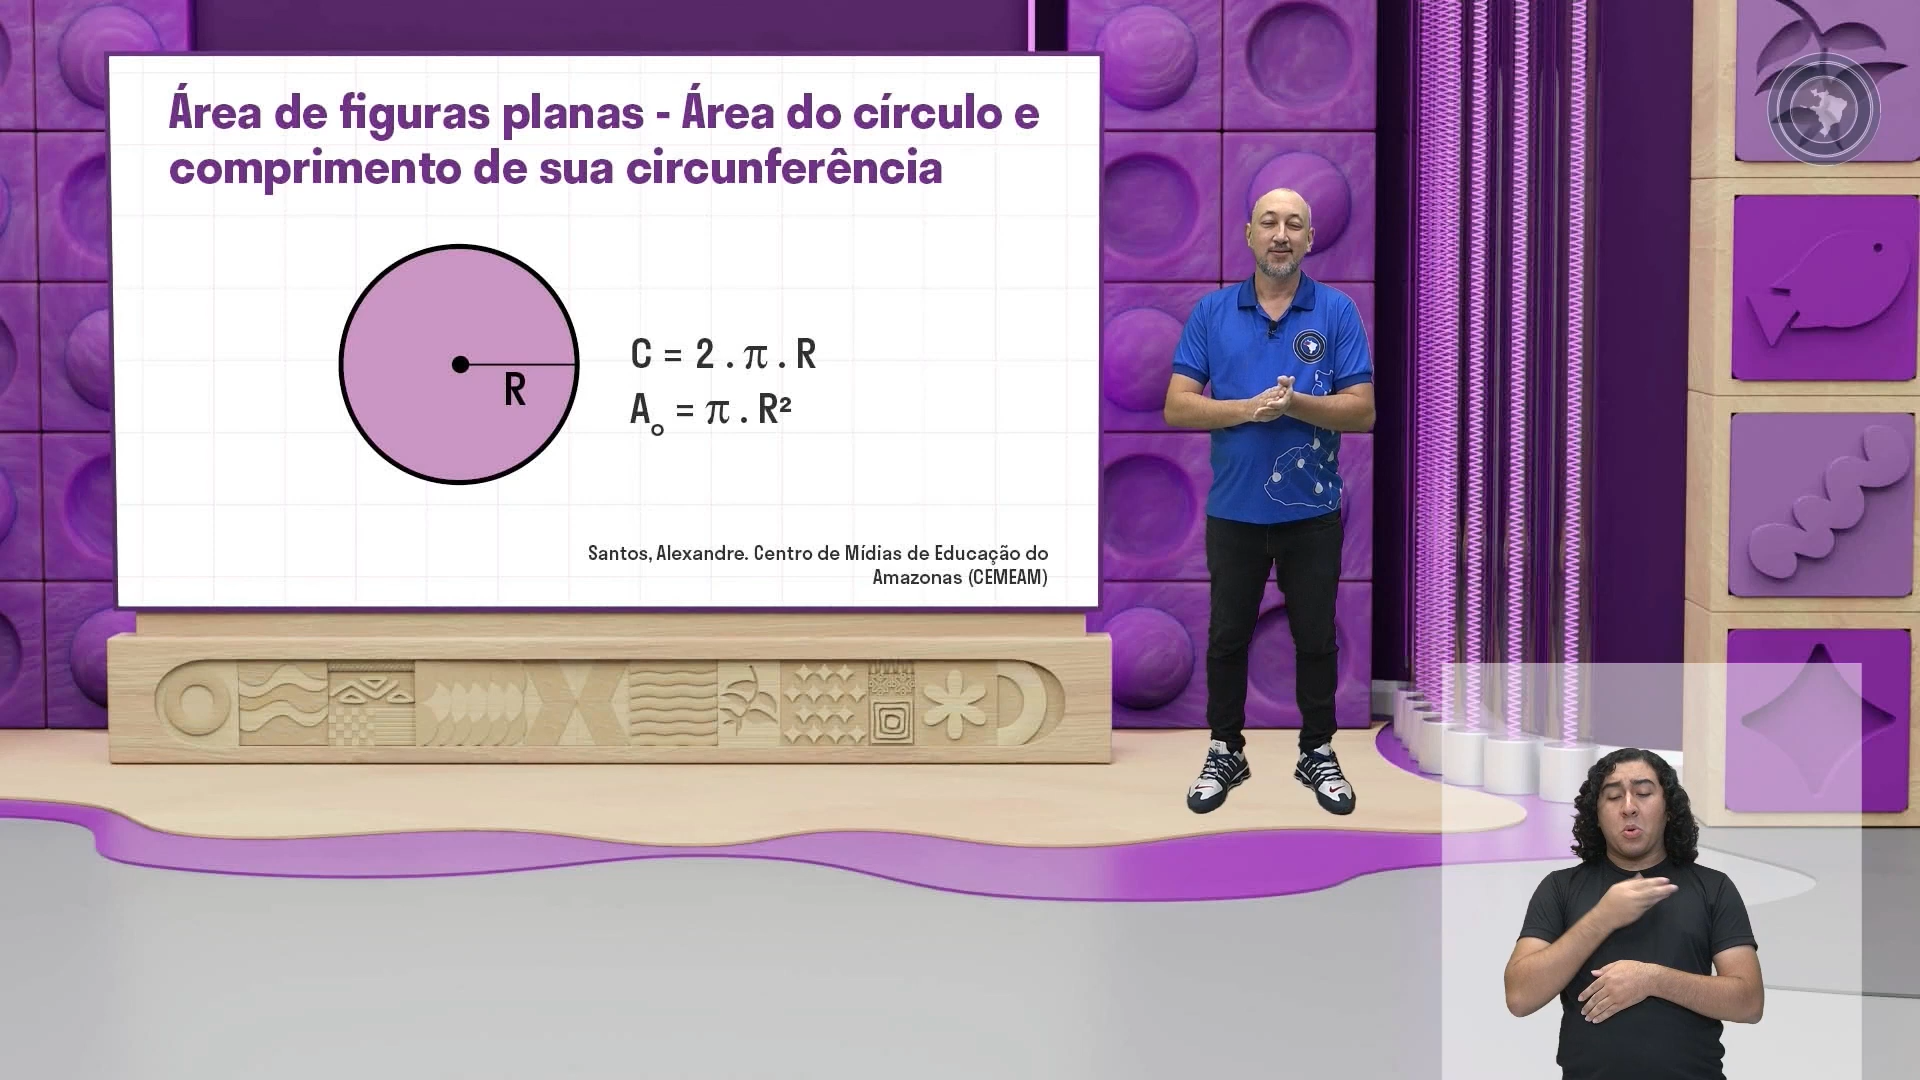 Área de figuras planas - Área do círculo e
comprimento de sua circunferência
R
C = 2 . π . R
A○ = π . R²
Santos, Alexandre. Centro de Mídias de Educação do
Amazonas (CEMEAM)